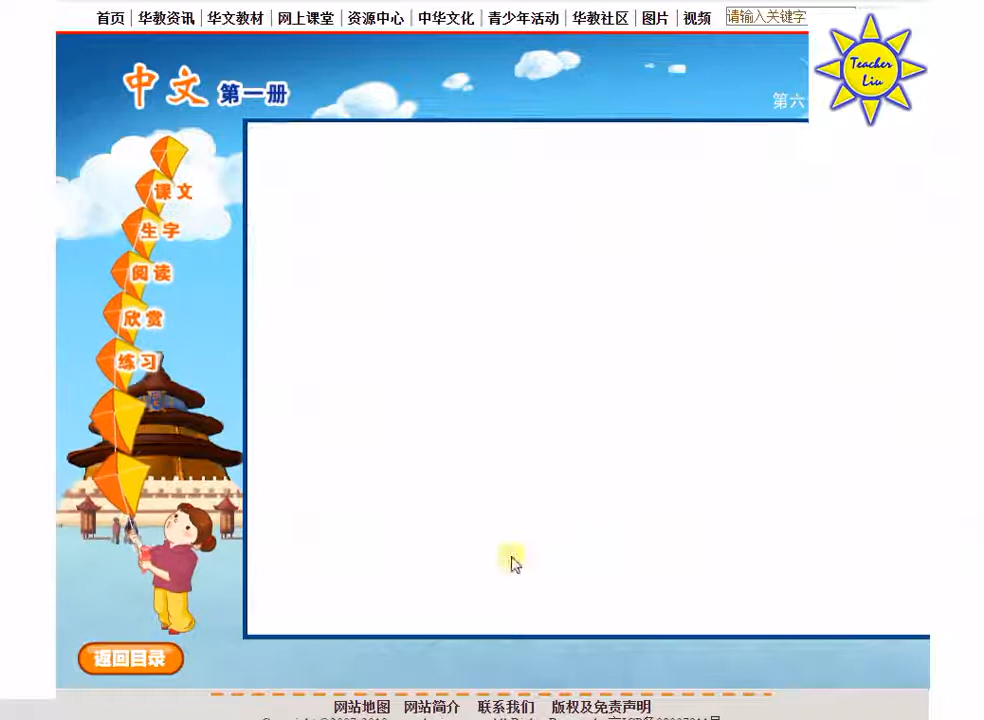 首页 华教资讯 华文教材 网上课堂 资源中心 中华文化 青少年活动 华教社区 图片 视频 请输入关键字
Teacher
Liu
中文 第一册
第六
课文
生字
阅读
欣赏
练习
返回目录
网站地图 网站简介 联系我们 版权及免责声明